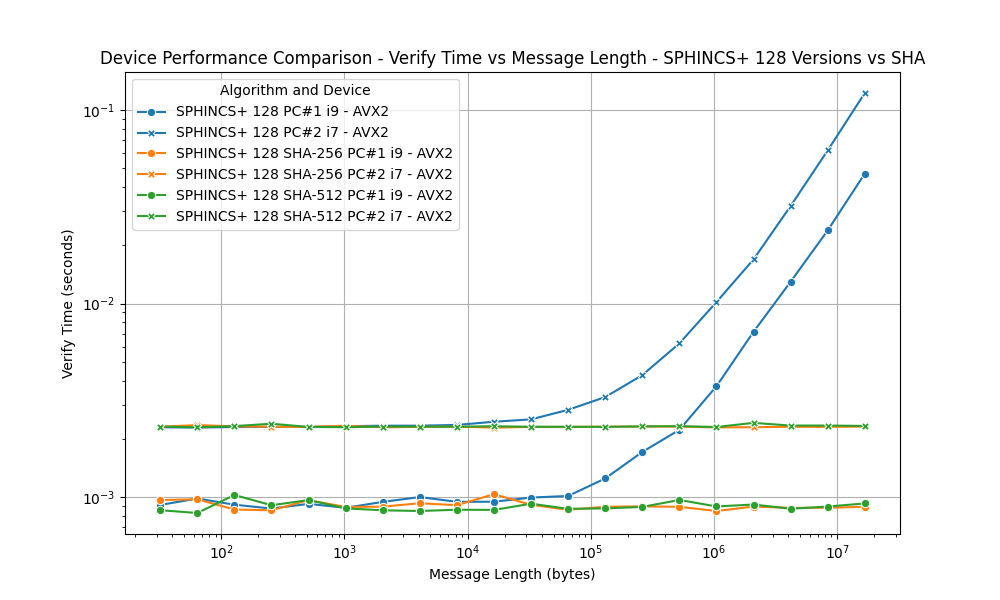 Device Performance Comparison - Verify Time vs Message Length - SPHINCS+ 128 Versions vs SHA
Algorithm and Device
SPHINCS+ 128 PC#1 i9 - AVX2
SPHINCS+ 128 PC#2 i7 - AVX2
SPHINCS+ 128 SHA-256 PC#1 i9 - AVX2
SPHINCS+ 128 SHA-256 PC#2 i7 - AVX2
SPHINCS+ 128 SHA-512 PC#1 i9 - AVX2
SPHINCS+ 128 SHA-512 PC#2 i7 - AVX2
Verify Time (seconds)
10⁻¹
10⁻²
10⁻³
10² 10³ 10⁴ 10⁵ 10⁶ 10⁷
Message Length (bytes)